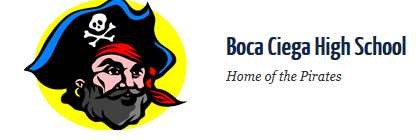 Boca Ciega High School
Home of the Pirates